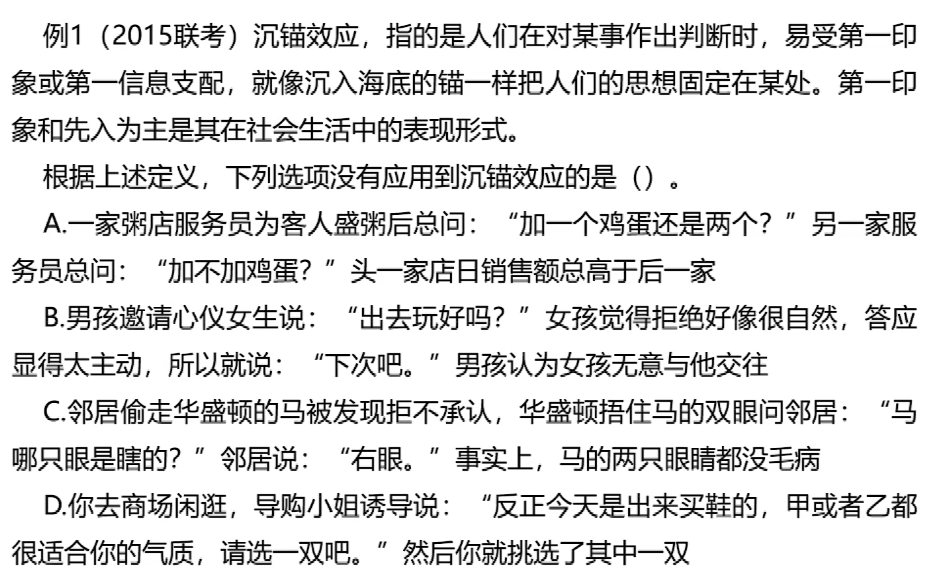 例1（2015联考）沉锚效应，指的是人们在对某事作出判断时，易受第一印
象或第一信息支配，就像沉入海底的锚一样把人们的思想固定在某处。第一印
象和先入为主是其在社会生活中的表现形式。
根据上述定义，下列选项没有应用到沉锚效应的是（）。
A.一家粥店服务员为客人盛粥后总问：“加一个鸡蛋还是两个？”另一家服
务员总问：“加不加鸡蛋？”头一家店日销售额总高于后一家
B.男孩邀请心仪女生说：“出去玩好吗？”女孩觉得拒绝好像很自然，答应
显得太主动，所以就说：“下次吧。”男孩认为女孩无意与他交往
C.邻居偷走华盛顿的马被发现拒不承认，华盛顿捂住马的双眼问邻居：“马
哪只眼是瞎的？”邻居说：“右眼。”事实上，马的两只眼睛都没毛病
D.你去商场闲逛，导购小姐诱导说：“反正今天是出来买鞋的，甲或者乙都
很适合你的气质，请选一双吧。”然后你就挑选了其中一双